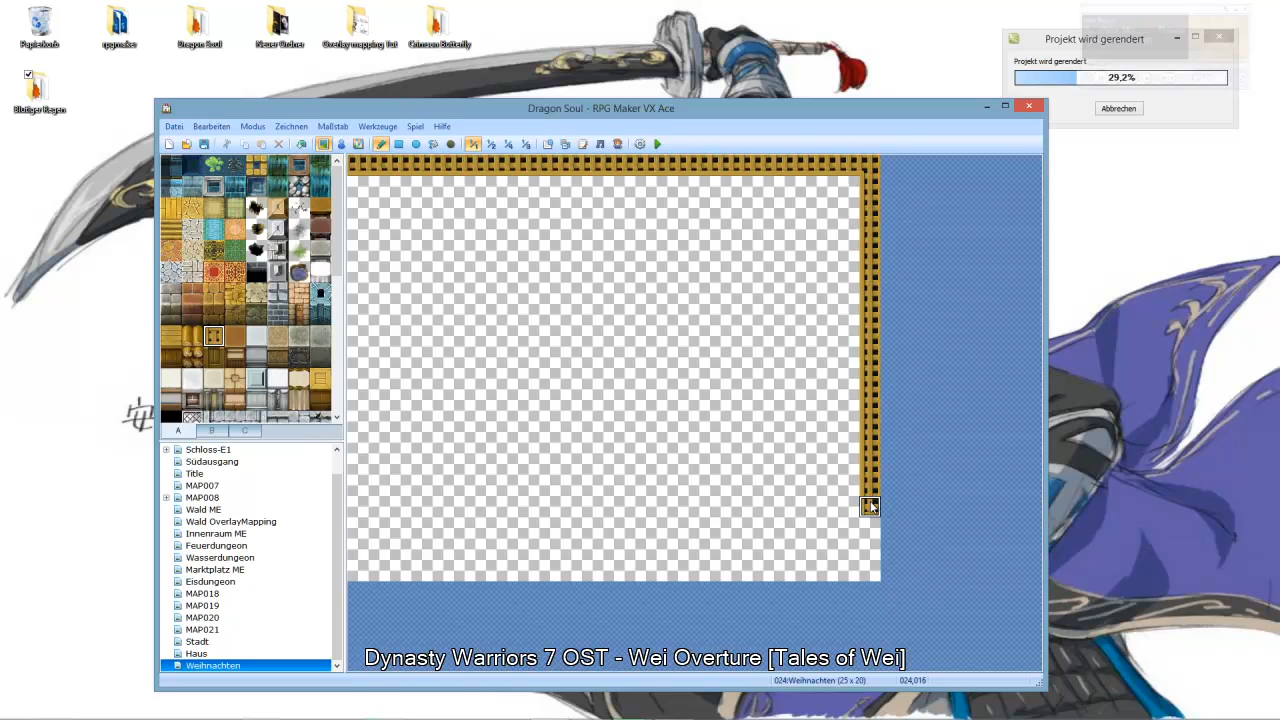 Papierkorb
rpgmaker
Dragon Soul
Neuer Ordner
Overlay mapping Tut
Crimson Butterfly
Blutiger Regen
Projekt wird gerendert
Projekt wird gerendert
29,2%
Abbrechen
Dragon Soul - RPG Maker VX Ace
Datei Bearbeiten Modus Zeichnen Maßstab Werkzeuge Spiel Hilfe
A B C
Schloss-E1
Südausgang
Title
MAP007
MAP008
Wald ME
Wald OverlayMapping
Innenraum ME
Feuerdungeon
Wasserdungeon
Marktplatz ME
Eisdungeon
MAP018
MAP019
MAP020
MAP021
Stadt
Haus
Weihnachten
Dynasty Warriors 7 OST - Wei Overture [Tales of Wei]
024:Weihnachten (25 x 20) 024,016